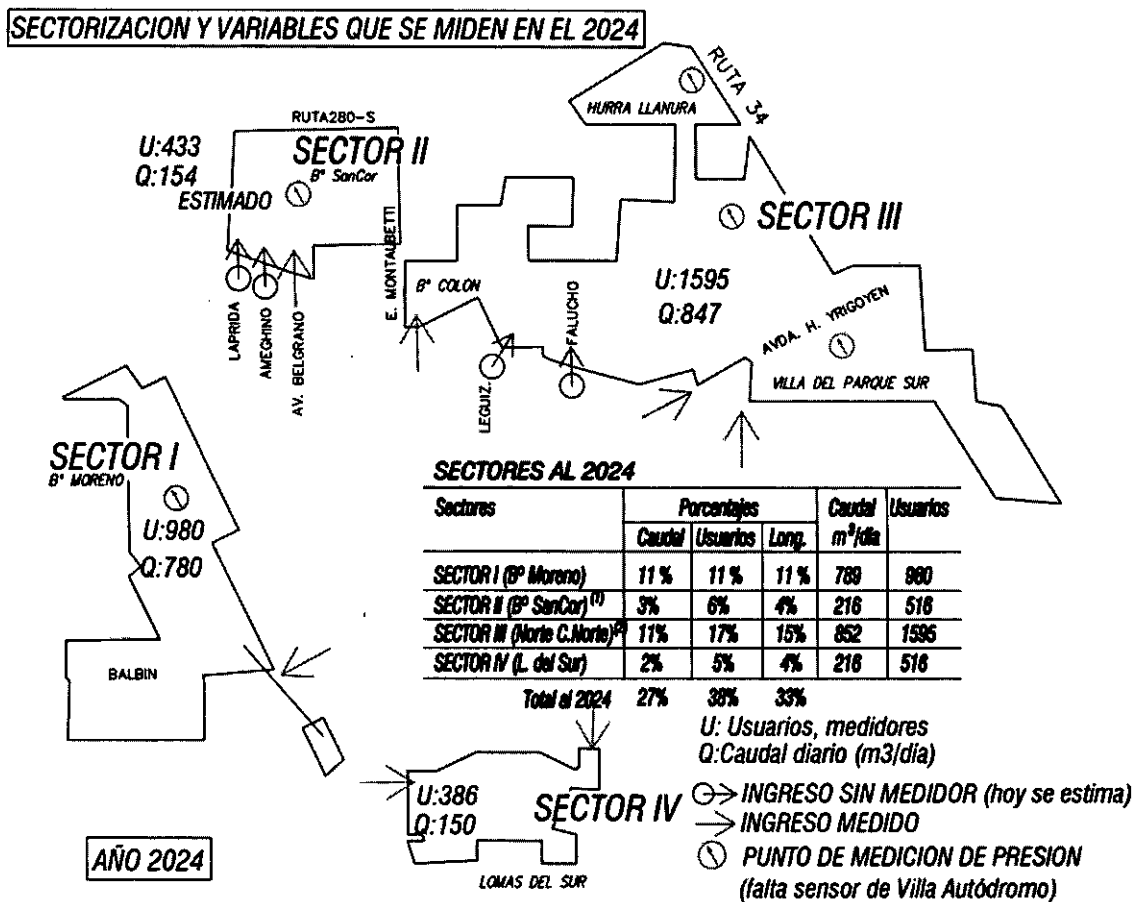 SECTORIZACION Y VARIABLES QUE SE MIDEN EN EL 2024
RUTA 34
HURRA LLANURA
RUTA280-S
U:433
Q:154
ESTIMADO
SECTOR II
Bº SanCor
SECTOR III
E. MONTALBETTI
Bº COLON
U:1595
Q:847
LAPRIDA
AMEGHINO
AV. BELGRANO
LEGUIZ.
FALUCHO
AVDA. H. YRIGOYEN
VILLA DEL PARQUE SUR
SECTOR I
Bº MORENO
U:980
Q:780
BALBIN
SECTORES AL 2024
Sectores Porcentajes Caudal m³/dia Usuarios
Caudal Usuarios Long.
SECTOR I (Bº Moreno) 11 % 11 % 11 % 789 980
SECTOR II (Bº SanCor) (1) 3% 6% 4% 216 516
SECTOR III (Norte C.Norte) (2) 11% 17% 15% 852 1595
SECTOR IV (L. del Sur) 2% 5% 4% 216 516
Total al 2024 27% 38% 33%
U: Usuarios, medidores
Q:Caudal diario (m3/día)
U:386
Q:150
SECTOR IV
LOMAS DEL SUR
INGRESO SIN MEDIDOR (hoy se estima)
INGRESO MEDIDO
PUNTO DE MEDICION DE PRESION
(falta sensor de Villa Autódromo)
AÑO 2024